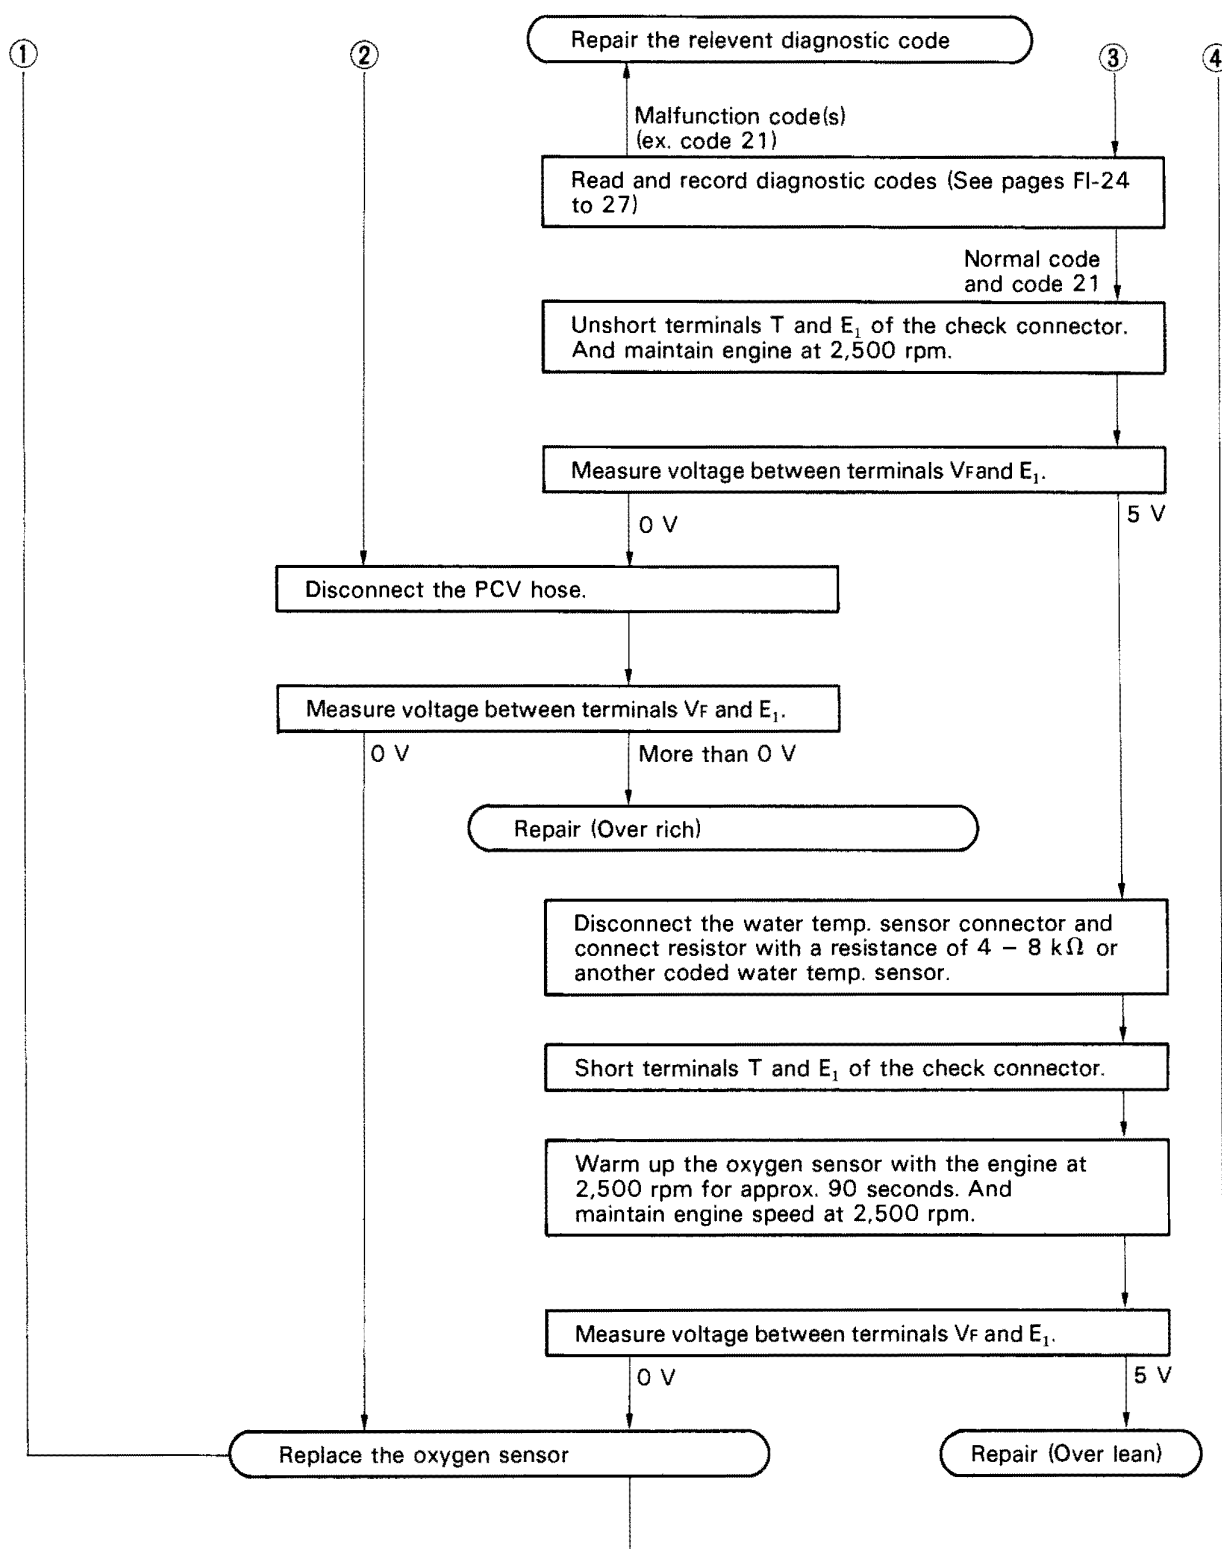 ①
②
Repair the relevent diagnostic code
③
④
Malfunction code(s)
(ex. code 21)
Read and record diagnostic codes (See pages FI-24
to 27)
Normal code
and code 21
Unshort terminals T and E₁ of the check connector.
And maintain engine at 2,500 rpm.
Measure voltage between terminals VF and E₁.
0 V
5 V
Disconnect the PCV hose.
Measure voltage between terminals VF and E₁.
0 V
More than 0 V
Repair (Over rich)
Disconnect the water temp. sensor connector and
connect resistor with a resistance of 4 – 8 kΩ or
another coded water temp. sensor.
Short terminals T and E₁ of the check connector.
Warm up the oxygen sensor with the engine at
2,500 rpm for approx. 90 seconds. And
maintain engine speed at 2,500 rpm.
Measure voltage between terminals VF and E₁.
0 V
5 V
Replace the oxygen sensor
Repair (Over lean)